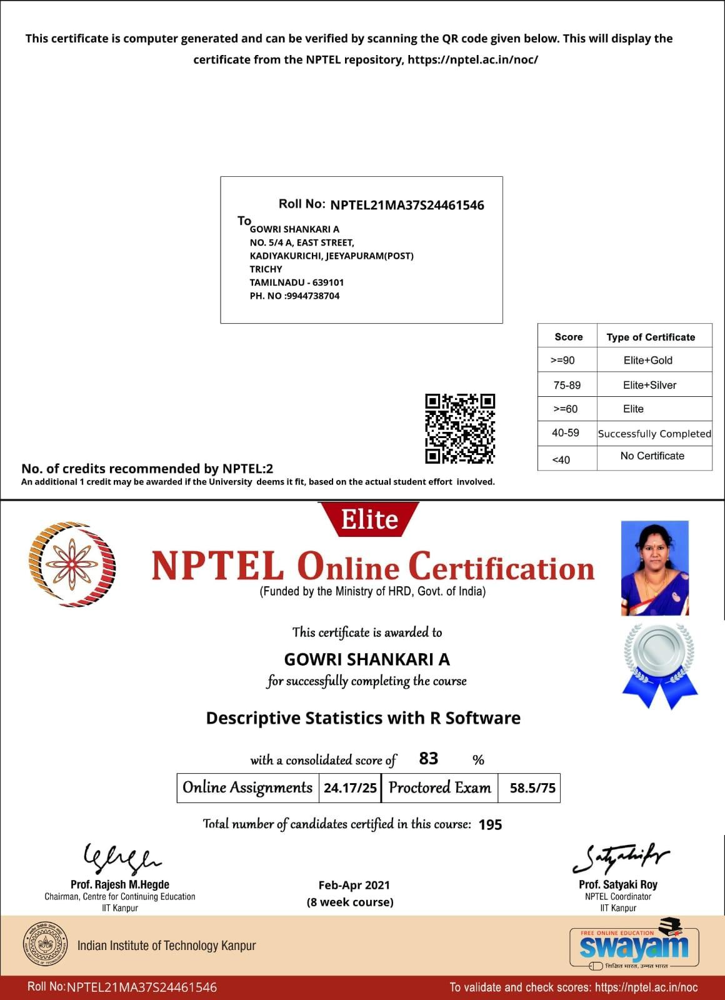 This certificate is computer generated and can be verified by scanning the QR code given below. This will display the
certificate from the NPTEL repository, https://nptel.ac.in/noc/
Roll No: NPTEL21MA37S24461546
To
GOWRI SHANKARI A
NO. 5/4 A, EAST STREET,
KADIYAKURICHI, JEEYAPURAM(POST)
TRICHY
TAMILNADU - 639101
PH. NO :9944738704
Score Type of Certificate
>=90 Elite+Gold
75-89 Elite+Silver
>=60 Elite
40-59 Successfully Completed
<40 No Certificate
No. of credits recommended by NPTEL:2
An additional 1 credit may be awarded if the University deems it fit, based on the actual student effort involved.
Elite
NPTEL Online Certification
(Funded by the Ministry of HRD, Govt. of India)
This certificate is awarded to
GOWRI SHANKARI A
for successfully completing the course
Descriptive Statistics with R Software
with a consolidated score of 83 %
Online Assignments 24.17/25 Proctored Exam 58.5/75
Total number of candidates certified in this course: 195
Prof. Rajesh M.Hegde
Chairman, Centre for Continuing Education
IIT Kanpur
Feb-Apr 2021
(8 week course)
Prof. Satyaki Roy
NPTEL Coordinator
IIT Kanpur
Indian Institute of Technology Kanpur
FREE ONLINE EDUCATION
swayam
शिक्षित भारत, उन्नत भारत
Roll No:NPTEL21MA37S24461546
To validate and check scores: https://nptel.ac.in/noc